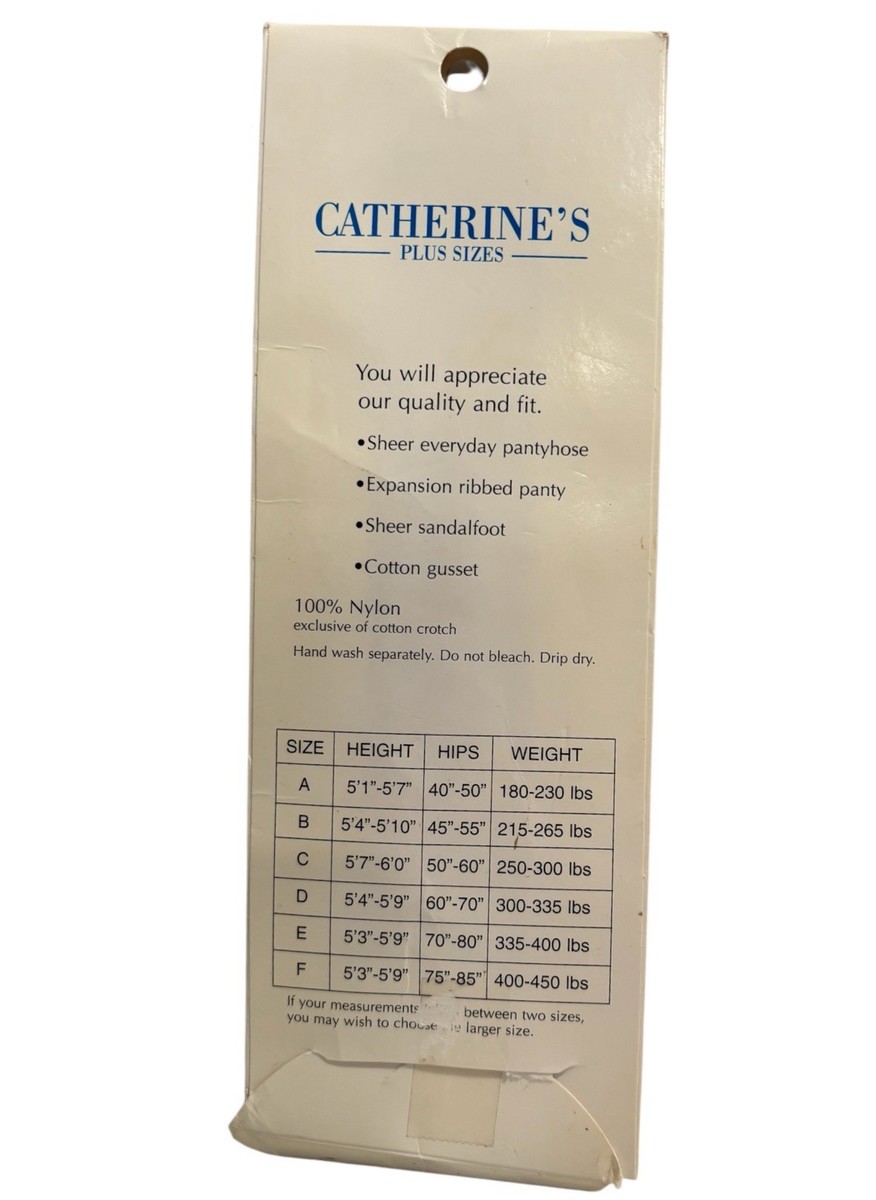 CATHERINE'S
PLUS SIZES
You will appreciate
our quality and fit.
•Sheer everyday pantyhose
•Expansion ribbed panty
•Sheer sandalfoot
•Cotton gusset
100% Nylon
exclusive of cotton crotch
Hand wash separately. Do not bleach. Drip dry.
SIZE HEIGHT HIPS WEIGHT
A 5'1"-5'7" 40"-50" 180-230 lbs
B 5'4"-5'10" 45"-55" 215-265 lbs
C 5'7"-6'0" 50"-60" 250-300 lbs
D 5'4"-5'9" 60"-70" 300-335 lbs
E 5'3"-5'9" 70"-80" 335-400 lbs
F 5'3"-5'9" 75"-85" 400-450 lbs
If your measurements between two sizes,
you may wish to choose larger size.